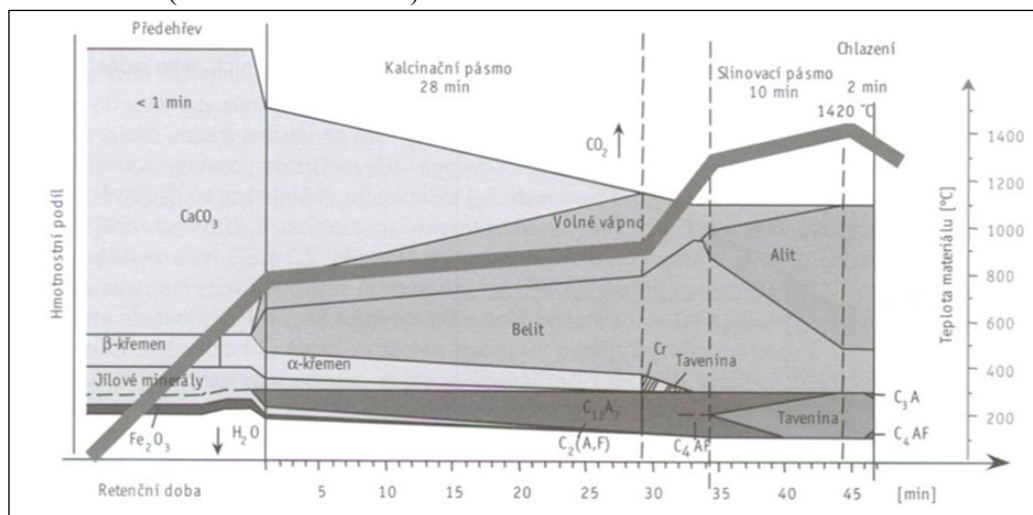 Předehřev
Chlazení
Kalcinační pásmo
28 min
Slinovací pásmo
10 min
2 min
< 1 min
1420 °C
CO₂
1400
1200
1000
800
600
400
200
Hmotnostní podíl
Teplota materiálu [°C]
CaCO₃
Volné vápno
Alit
β-křemen
Belit
α-křemen
Cr
Tavenina
Jílové minerály
C₁₂A₇
Tavenina
C₃A
Fe₂O₃
H₂O
C₂(A,F)
C₄AF
C₄AF
Retenční doba
5
10
15
20
25
30
35
40
45
[min]